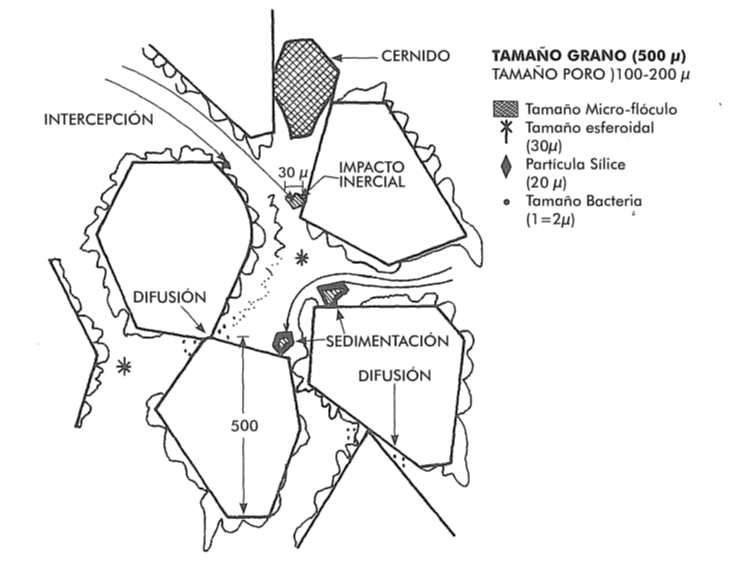 CERNIDO
TAMAÑO GRANO (500 µ)
TAMAÑO PORO )100-200 µ
INTERCEPCIÓN
Tamaño Micro-flóculo
Tamaño esferoidal
(30µ)
Partícula Sílice
(20 µ)
Tamaño Bacteria
(1=2µ)
30 µ
IMPACTO
INERCIAL
DIFUSIÓN
SEDIMENTACIÓN
DIFUSIÓN
500